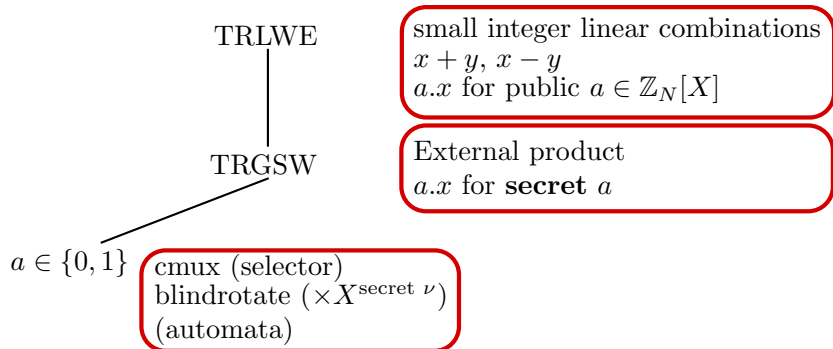 TRLWE
small integer linear combinations
x + y, x − y
a.x for public a ∈ ℤ_N[X]
TRGSW
External product
a.x for secret a
a ∈ {0, 1}
cmux (selector)
blindrotate (×X^{secret ν})
(automata)